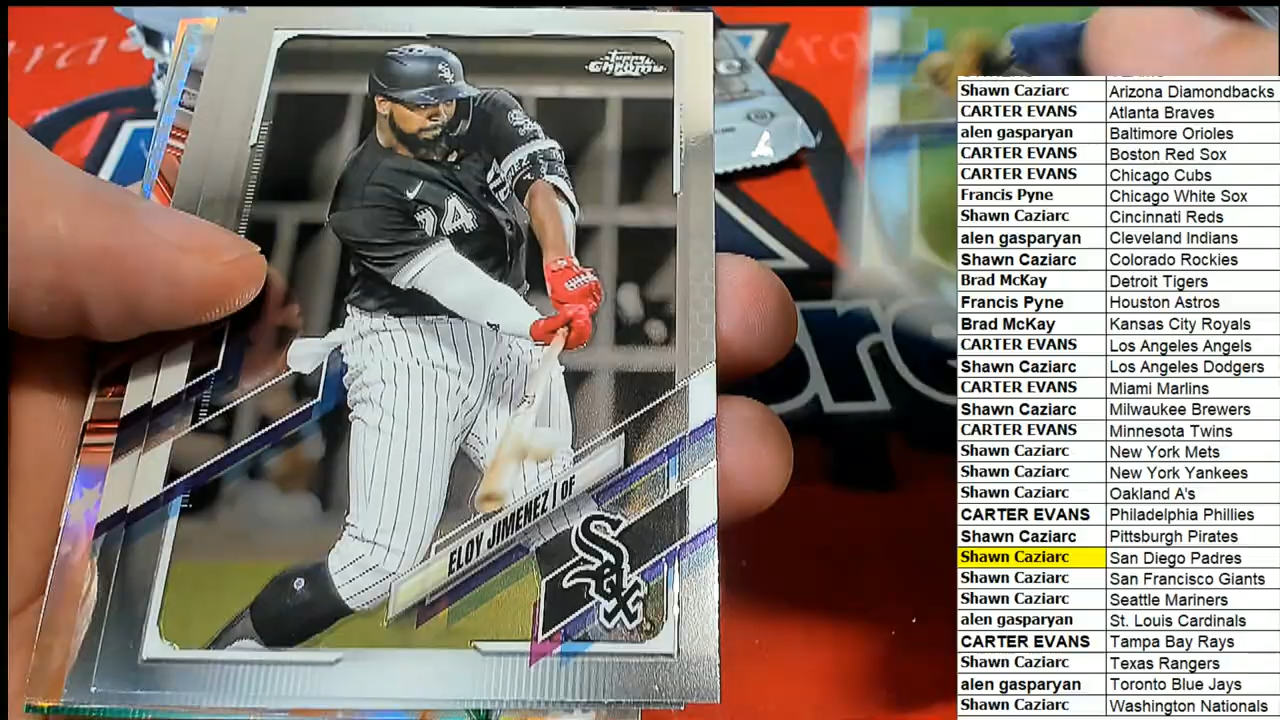 Topps
Chrome
Sox
74
ELOY JIMENEZ | OF
Sox
Shawn Caziarc Arizona Diamondbacks
CARTER EVANS Atlanta Braves
alen gasparyan Baltimore Orioles
CARTER EVANS Boston Red Sox
CARTER EVANS Chicago Cubs
Francis Pyne Chicago White Sox
Shawn Caziarc Cincinnati Reds
alen gasparyan Cleveland Indians
Shawn Caziarc Colorado Rockies
Brad McKay Detroit Tigers
Francis Pyne Houston Astros
Brad McKay Kansas City Royals
CARTER EVANS Los Angeles Angels
Shawn Caziarc Los Angeles Dodgers
CARTER EVANS Miami Marlins
Shawn Caziarc Milwaukee Brewers
CARTER EVANS Minnesota Twins
Shawn Caziarc New York Mets
Shawn Caziarc New York Yankees
Shawn Caziarc Oakland A's
CARTER EVANS Philadelphia Phillies
Shawn Caziarc Pittsburgh Pirates
Shawn Caziarc San Diego Padres
Shawn Caziarc San Francisco Giants
Shawn Caziarc Seattle Mariners
alen gasparyan St. Louis Cardinals
CARTER EVANS Tampa Bay Rays
Shawn Caziarc Texas Rangers
alen gasparyan Toronto Blue Jays
Shawn Caziarc Washington Nationals